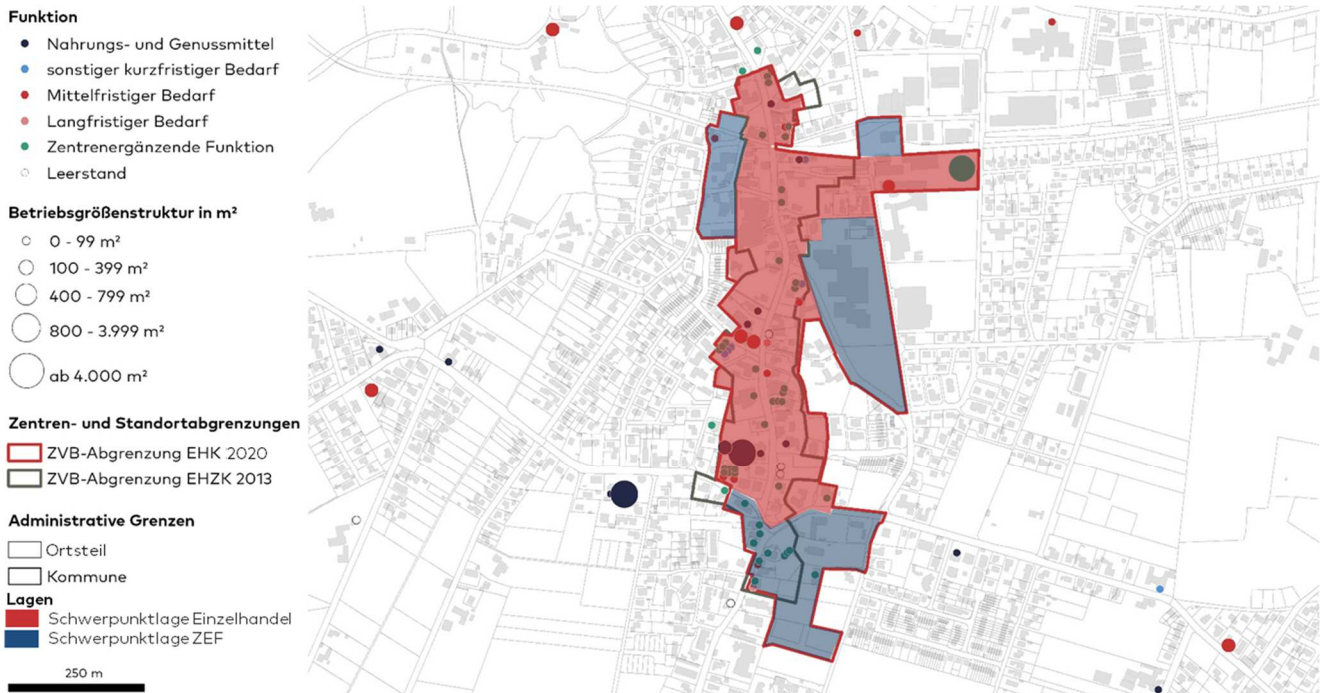 Funktion
Nahrungs- und Genussmittel
sonstiger kurzfristiger Bedarf
Mittelfristiger Bedarf
Langfristiger Bedarf
Zentrenergänzende Funktion
Leerstand
Betriebsgrößenstruktur in m²
0 - 99 m²
100 - 399 m²
400 - 799 m²
800 - 3.999 m²
ab 4.000 m²
Zentren- und Standortabgrenzungen
ZVB-Abgrenzung EHK 2020
ZVB-Abgrenzung EHZK 2013
Administrative Grenzen
Ortsteil
Kommune
Lagen
Schwerpunktlage Einzelhandel
Schwerpunktlage ZEF
250 m